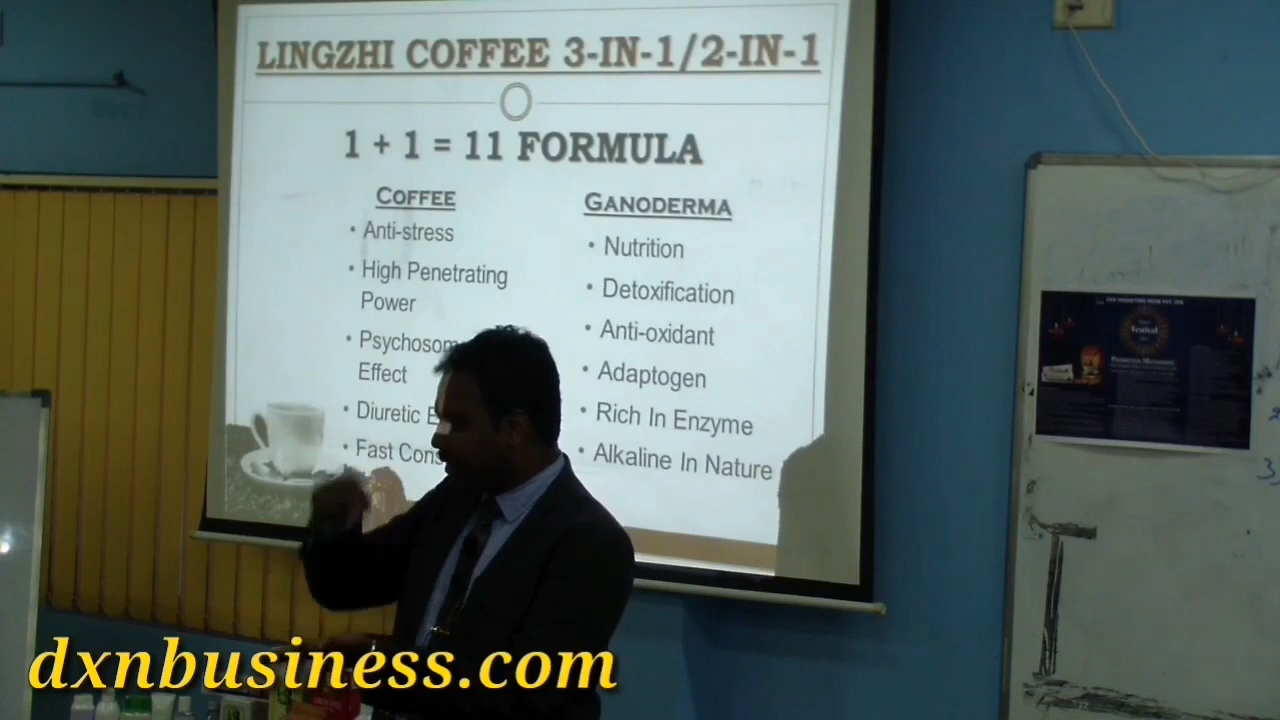 LINGZHI COFFEE 3-IN-1/2-IN-1
1 + 1 = 11 FORMULA
COFFEE
• Anti-stress
• High Penetrating
Power
Effect
• Diuretic
• Fast
GANODERMA
• Nutrition
• Detoxification
• Anti-oxidant
• Adaptogen
• Rich In Enzyme
• Alkaline In Nature
Festival
dxnbusiness.com